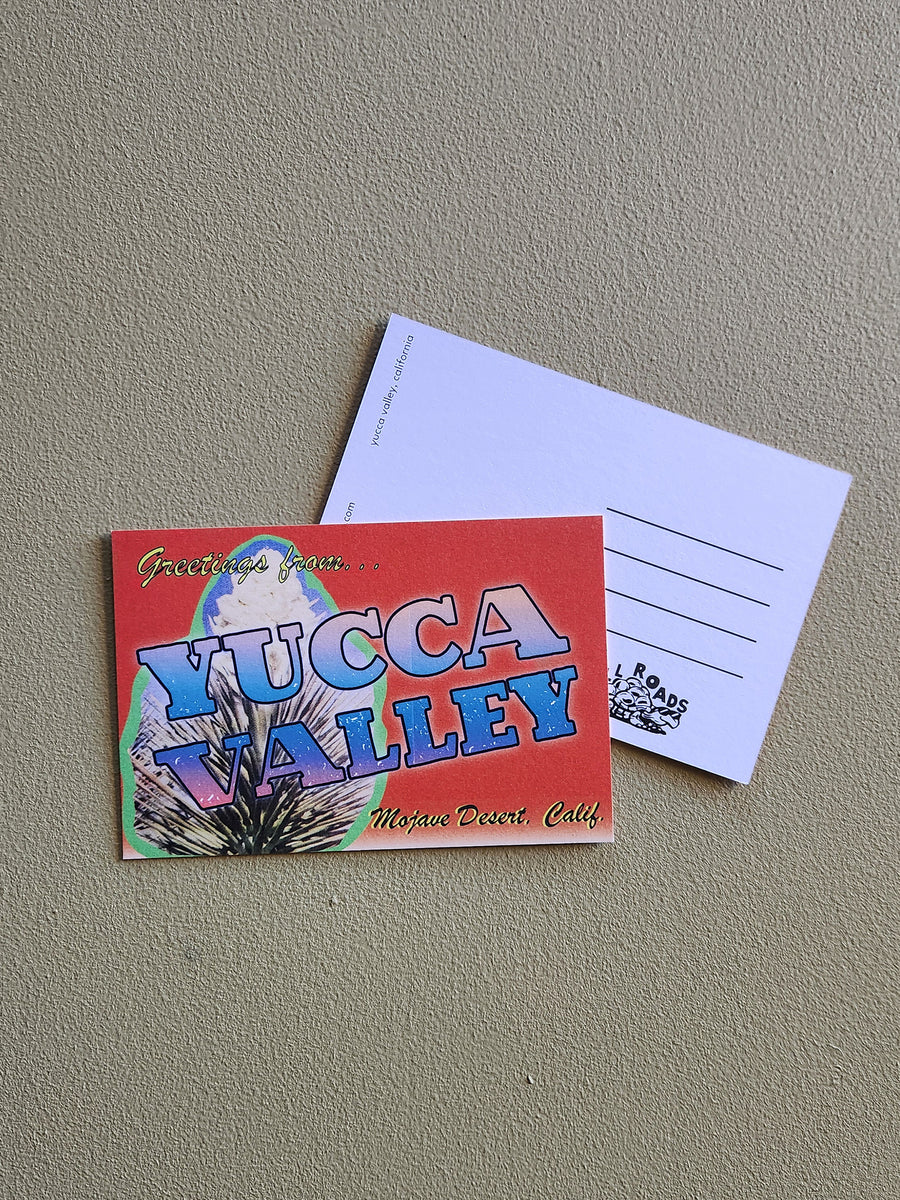 yucca valley, california
com
Greetings from...
YUCCA
VALLEY
Mojave Desert, Calif.
L ROADS